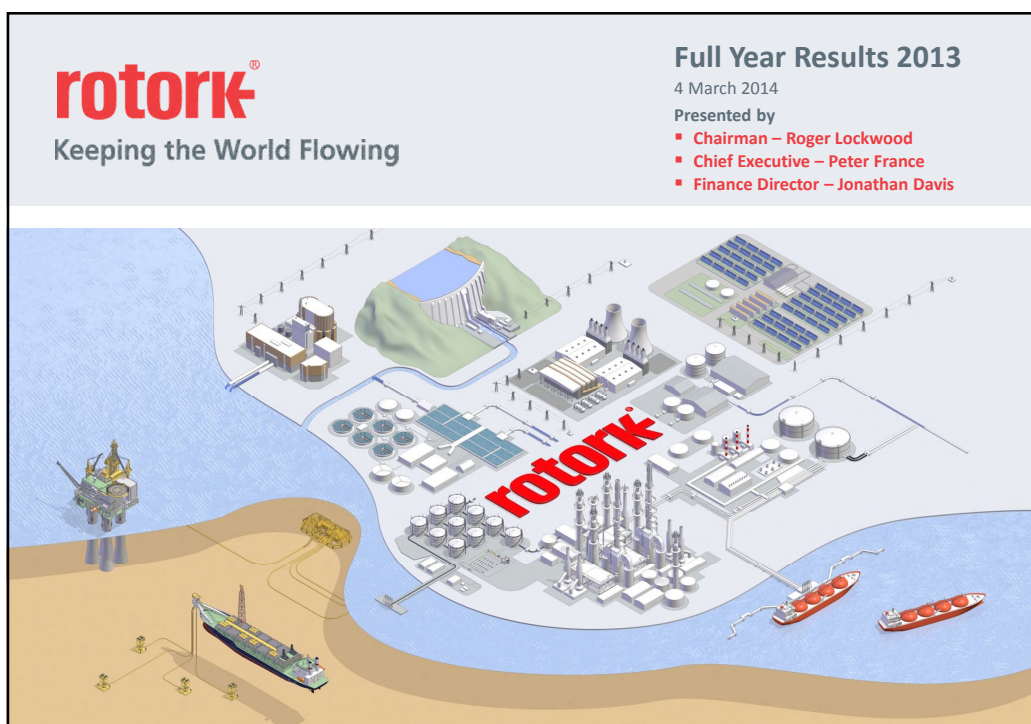 rotork®
Keeping the World Flowing
Full Year Results 2013
4 March 2014
Presented by
▪ Chairman – Roger Lockwood
▪ Chief Executive – Peter France
▪ Finance Director – Jonathan Davis
rotork